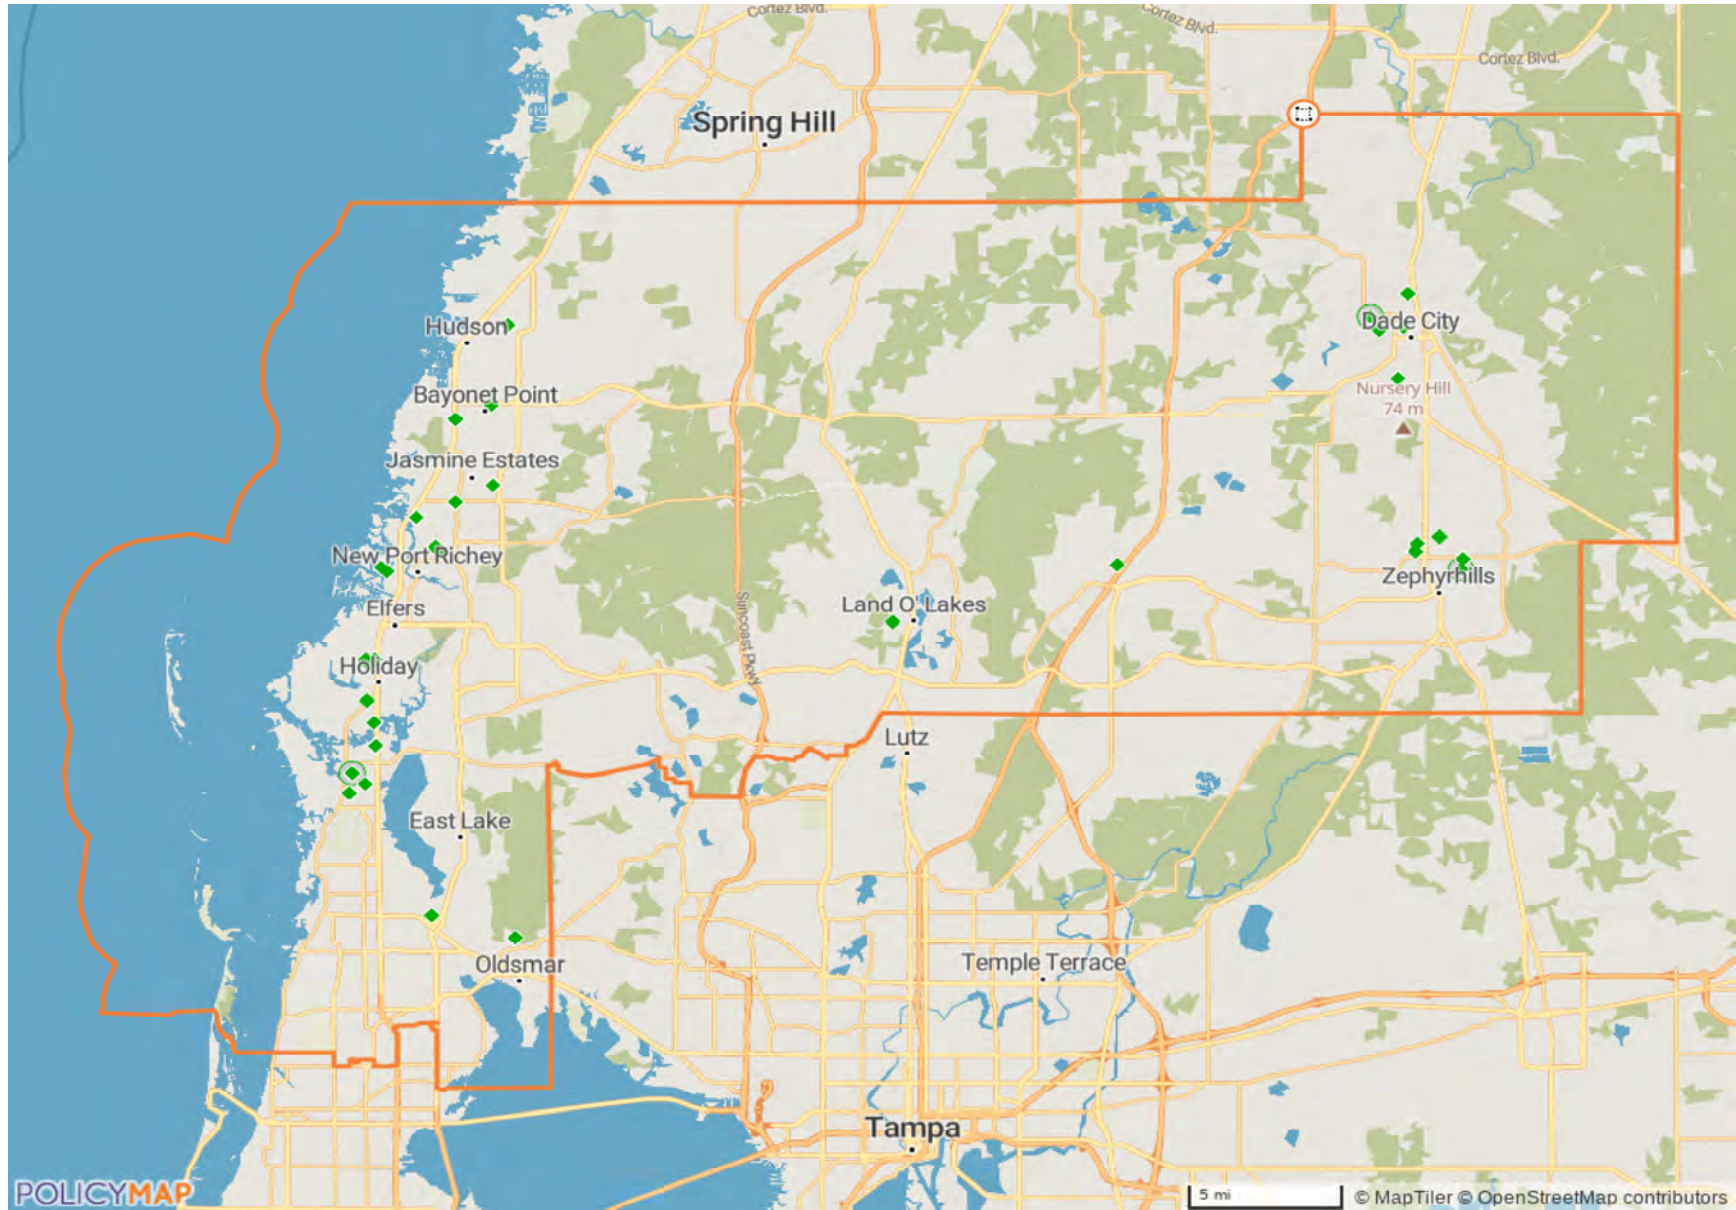 Cortez Blvd.
Cortez Blvd.
Cortez Blvd.
Spring Hill
Hudson
Dade City
Bayonet Point
Nursery Hill
74 m
Jasmine Estates
New Port Richey
Zephyrhills
Elfers
Land O' Lakes
Suncoast Pkwy
Holiday
Lutz
East Lake
Oldsmar
Temple Terrace
Tampa
POLICYMAP
5 mi
© MapTiler © OpenStreetMap contributors